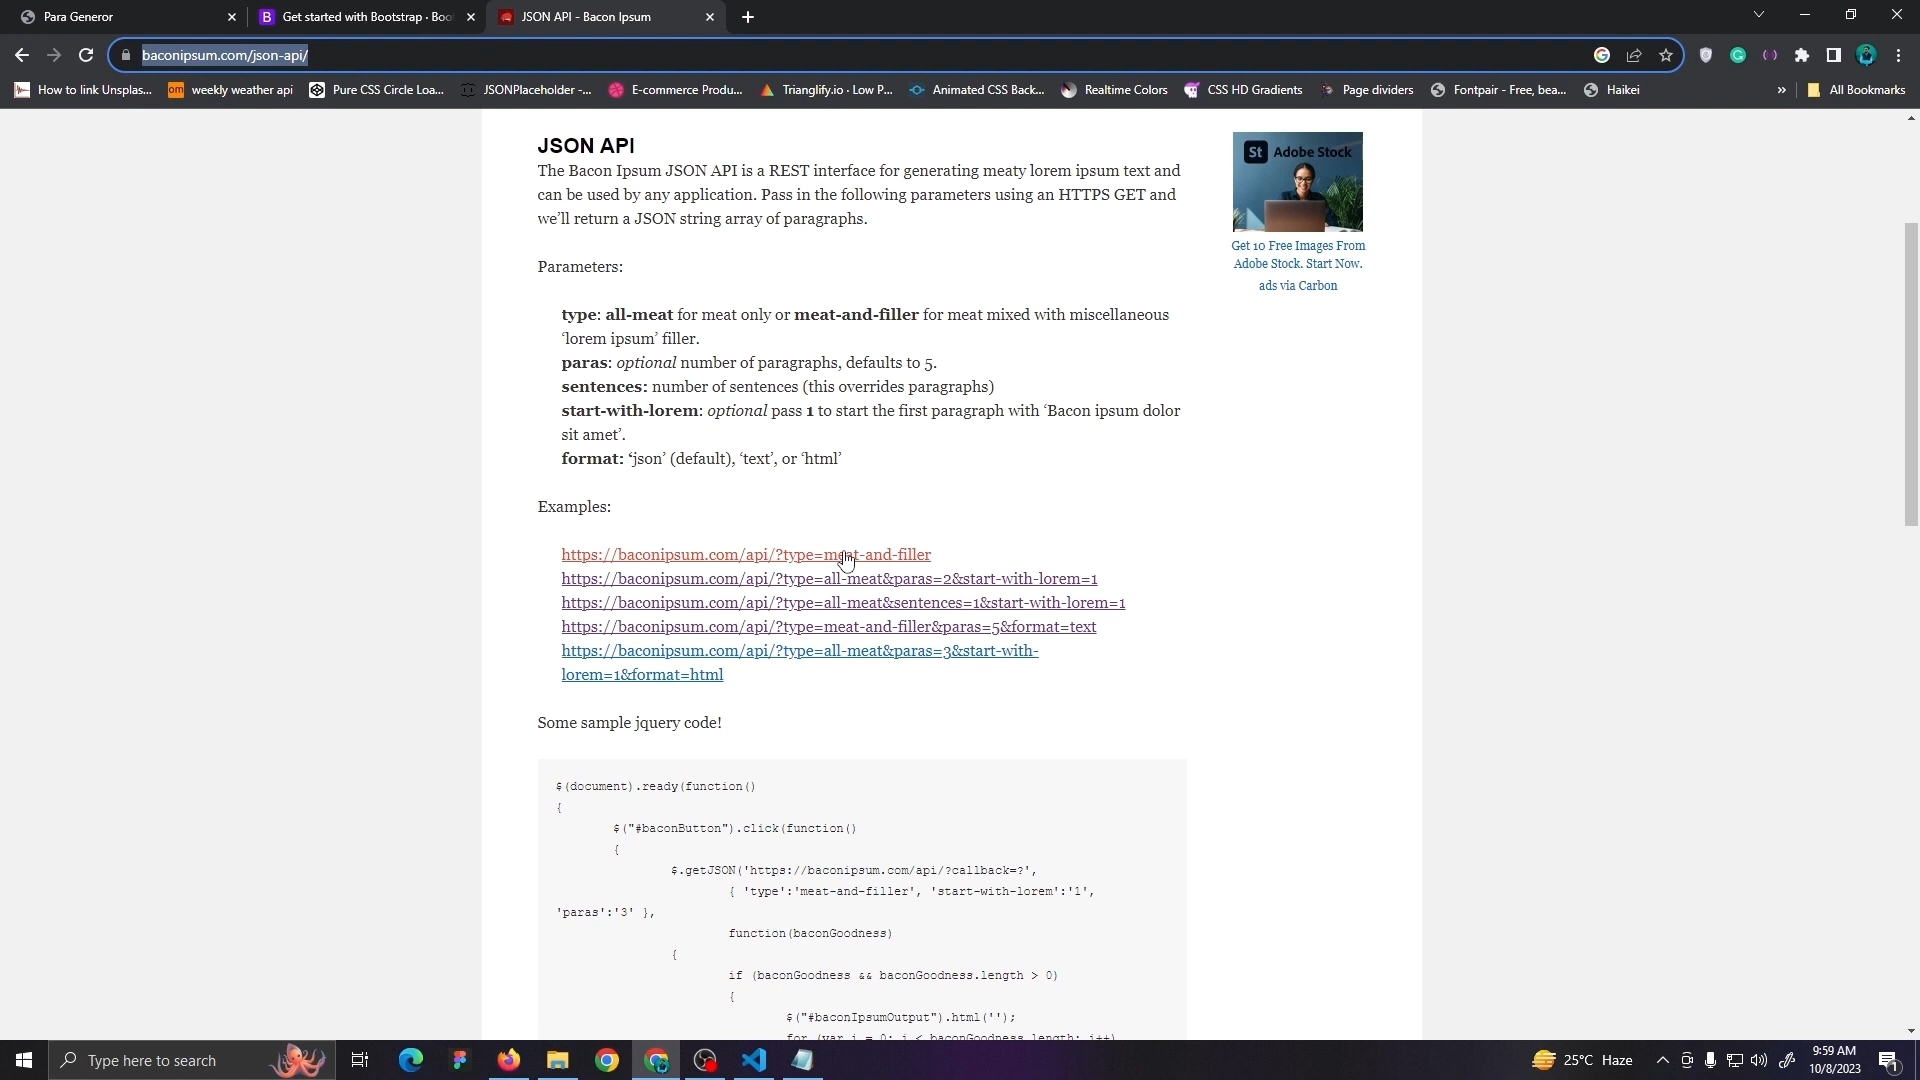 Para Generor
Get started with Bootstrap · Boo
JSON API - Bacon Ipsum
baconipsum.com/json-api/
How to link Unsplas...
weekly weather api
Pure CSS Circle Loa...
JSONPlaceholder -...
E-commerce Produ...
Trianglify.io · Low P...
Animated CSS Back...
Realtime Colors
CSS HD Gradients
Page dividers
Fontpair - Free, bea...
Haikei
»
All Bookmarks
JSON API
The Bacon Ipsum JSON API is a REST interface for generating meaty lorem ipsum text and
can be used by any application. Pass in the following parameters using an HTTPS GET and
we’ll return a JSON string array of paragraphs.
St Adobe Stock
Get 10 Free Images From
Adobe Stock. Start Now.
ads via Carbon
Parameters:
type: all-meat for meat only or meat-and-filler for meat mixed with miscellaneous
‘lorem ipsum’ filler.
paras: optional number of paragraphs, defaults to 5.
sentences: number of sentences (this overrides paragraphs)
start-with-lorem: optional pass 1 to start the first paragraph with ‘Bacon ipsum dolor
sit amet’.
format: ‘json’ (default), ‘text’, or ‘html’
Examples:
https://baconipsum.com/api/?type=meat-and-filler
https://baconipsum.com/api/?type=all-meat&paras=2&start-with-lorem=1
https://baconipsum.com/api/?type=all-meat&sentences=1&start-with-lorem=1
https://baconipsum.com/api/?type=meat-and-filler&paras=5&format=text
https://baconipsum.com/api/?type=all-meat&paras=3&start-with-
lorem=1&format=html
Some sample jquery code!
$(document).ready(function()
{
$("#baconButton").click(function()
{
$.getJSON('https://baconipsum.com/api/?callback=?',
{ 'type':'meat-and-filler', 'start-with-lorem':'1',
'paras':'3' },
function(baconGoodness)
{
if (baconGoodness && baconGoodness.length > 0)
{
$("#baconIpsumOutput").html('');
for (var i = 0; i < baconGoodness.length; i++)
Type here to search
25°C Haze
9:59 AM
10/8/2023
1